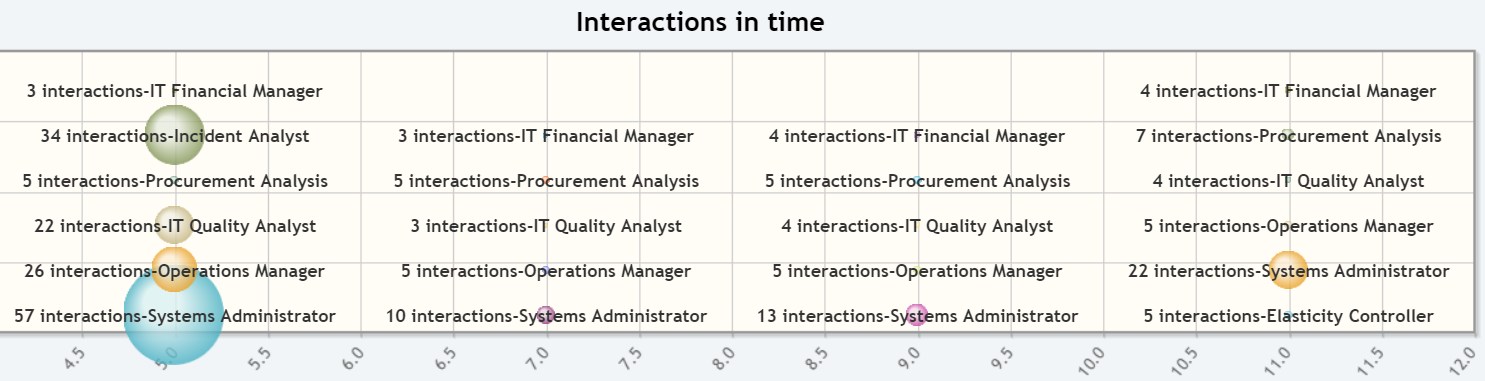 Interactions in time
3 interactions-IT Financial Manager
4 interactions-IT Financial Manager
34 interactions-Incident Analyst
3 interactions-IT Financial Manager
4 interactions-IT Financial Manager
7 interactions-Procurement Analysis
5 interactions-Procurement Analysis
5 interactions-Procurement Analysis
5 interactions-Procurement Analysis
4 interactions-IT Quality Analyst
22 interactions-IT Quality Analyst
3 interactions-IT Quality Analyst
4 interactions-IT Quality Analyst
5 interactions-Operations Manager
26 interactions-Operations Manager
5 interactions-Operations Manager
5 interactions-Operations Manager
22 interactions-Systems Administrator
57 interactions-Systems Administrator
10 interactions-Systems Administrator
13 interactions-Systems Administrator
5 interactions-Elasticity Controller
4.5
5.0
5.5
6.0
6.5
7.0
7.5
8.0
8.5
9.0
9.5
10.0
10.5
11.0
11.5
12.0